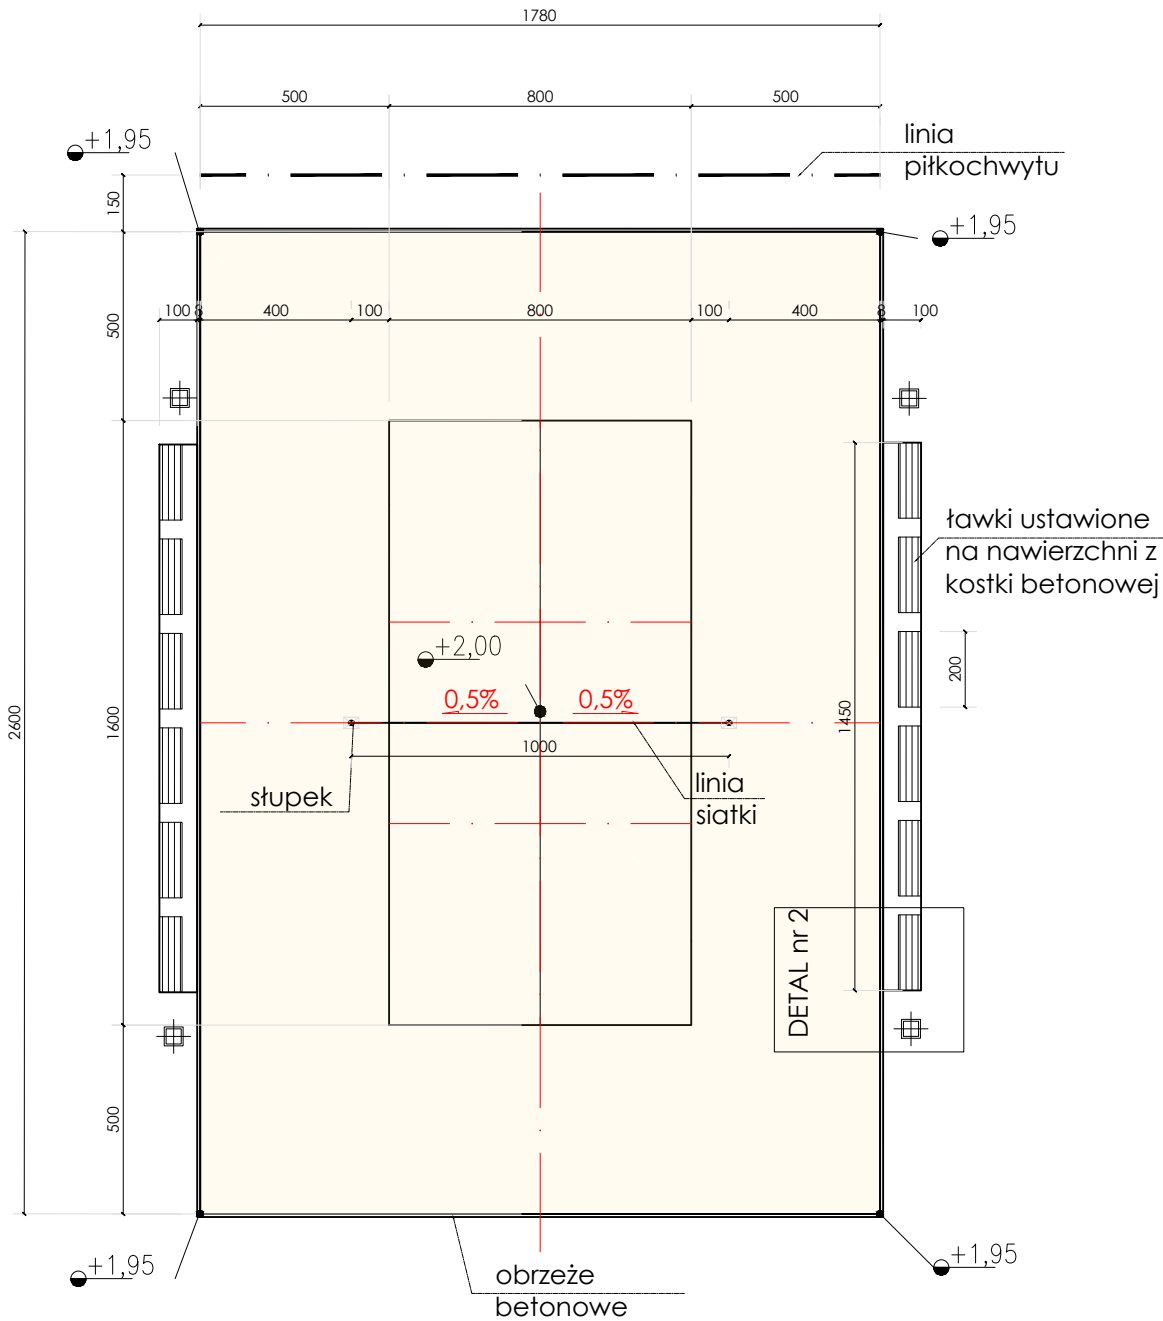 1780
500
800
500
+1,95
linia
piłkochwytu
150
+1,95
100
8
400
100
800
100
400
8
100
500
ławki ustawione
na nawierzchni z
kostki betonowej
+2,00
200
0,5%
0,5%
2600
1600
1450
1000
linia
siatki
słupek
DETAL nr 2
500
+1,95
+1,95
obrzeże
betonowe